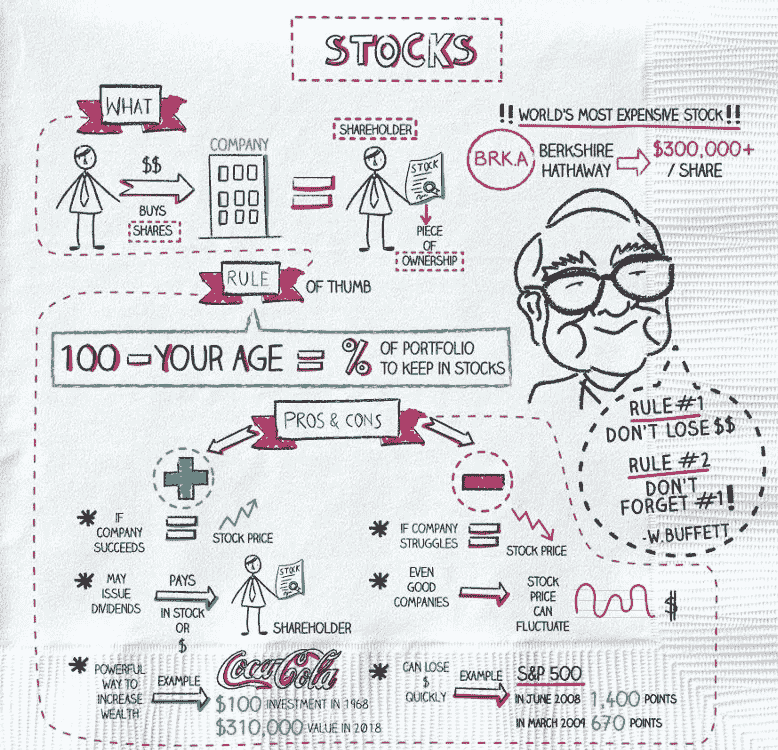 STOCKS
WHAT
$$
BUYS
SHARES
COMPANY
SHAREHOLDER
STOCK
PIECE
OF
OWNERSHIP
!! WORLD'S MOST EXPENSIVE STOCK !!
BRK.A
BERKSHIRE
HATHAWAY
$300,000+
/ SHARE
RULE OF THUMB
100 - YOUR AGE = % OF PORTFOLIO
TO KEEP IN STOCKS
RULE #1
DON'T LOSE $$
RULE #2
DON'T
FORGET #1!
-W.BUFFETT
PROS & CONS
+
* IF
COMPANY
SUCCEEDS
=
STOCK PRICE
* MAY
ISSUE
DIVIDENDS
PAYS
IN STOCK
OR
$
STOCK
SHAREHOLDER
* POWERFUL
WAY TO
INCREASE
WEALTH
EXAMPLE
Coca Cola
$100 INVESTMENT IN 1968
$310,000 VALUE IN 2018
-
* IF COMPANY
STRUGGLES
=
STOCK PRICE
* EVEN
GOOD
COMPANIES
STOCK
PRICE
CAN
FLUCTUATE
$
* CAN LOSE
$
QUICKLY
EXAMPLE
S&P 500
IN JUNE 2008 1,400 POINTS
IN MARCH 2009 670 POINTS